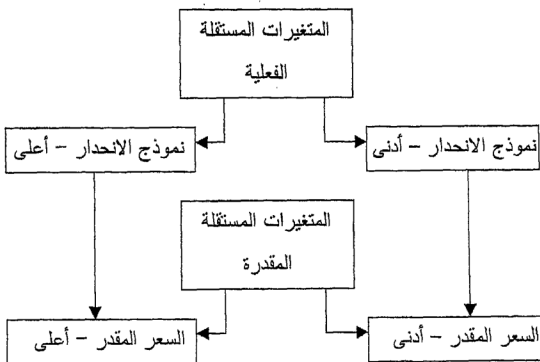 المتغيرات المستقلة
الفعلية
نموذج الانحدار – أدنى
نموذج الانحدار – أعلى
المتغيرات المستقلة
المقدرة
السعر المقدر – أدنى
السعر المقدر – أعلى